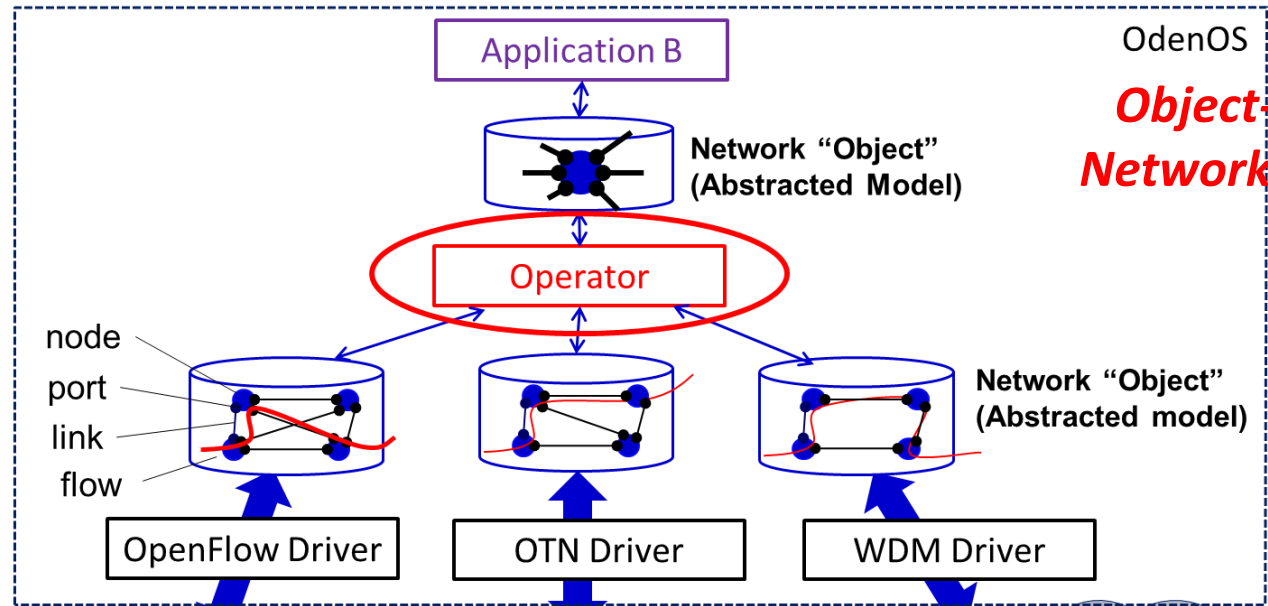 Application B
OdenOS
Object-
Network
Network “Object”
(Abstracted Model)
Operator
node
port
link
flow
Network “Object”
(Abstracted model)
OpenFlow Driver
OTN Driver
WDM Driver